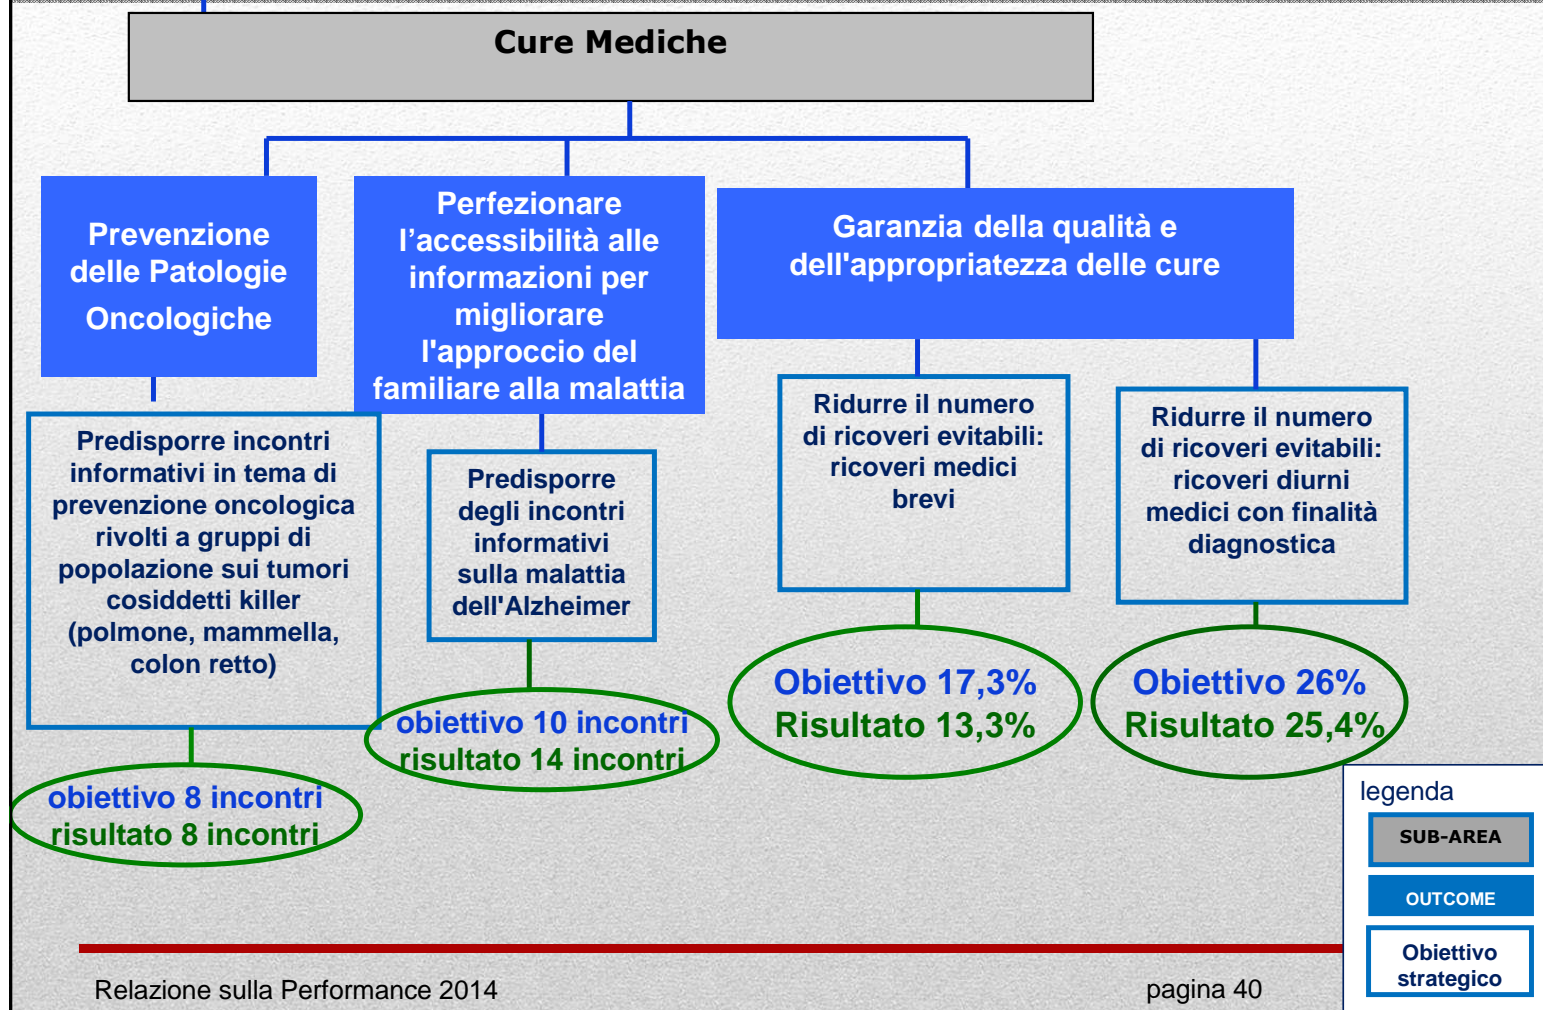 Cure Mediche
Prevenzione
delle Patologie
Oncologiche
Perfezionare
l’accessibilità alle
informazioni per
migliorare
l'approccio del
familiare alla malattia
Garanzia della qualità e
dell'appropriatezza delle cure
Predisporre incontri
informativi in tema di
prevenzione oncologica
rivolti a gruppi di
popolazione sui tumori
cosiddetti killer
(polmone, mammella,
colon retto)
Predisporre
degli incontri
informativi
sulla malattia
dell'Alzheimer
Ridurre il numero
di ricoveri evitabili:
ricoveri medici
brevi
Ridurre il numero
di ricoveri evitabili:
ricoveri diurni
medici con finalità
diagnostica
obiettivo 8 incontri
risultato 8 incontri
obiettivo 10 incontri
risultato 14 incontri
Obiettivo 17,3%
Risultato 13,3%
Obiettivo 26%
Risultato 25,4%
legenda
SUB-AREA
OUTCOME
Obiettivo
strategico
Relazione sulla Performance 2014
pagina 40